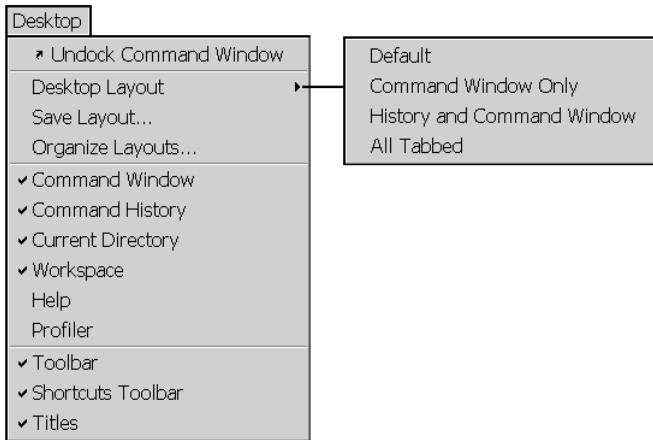 Desktop
Undock Command Window
Desktop Layout
Save Layout...
Organize Layouts...
Command Window
Command History
Current Directory
Workspace
Help
Profiler
Toolbar
Shortcuts Toolbar
Titles
Default
Command Window Only
History and Command Window
All Tabbed